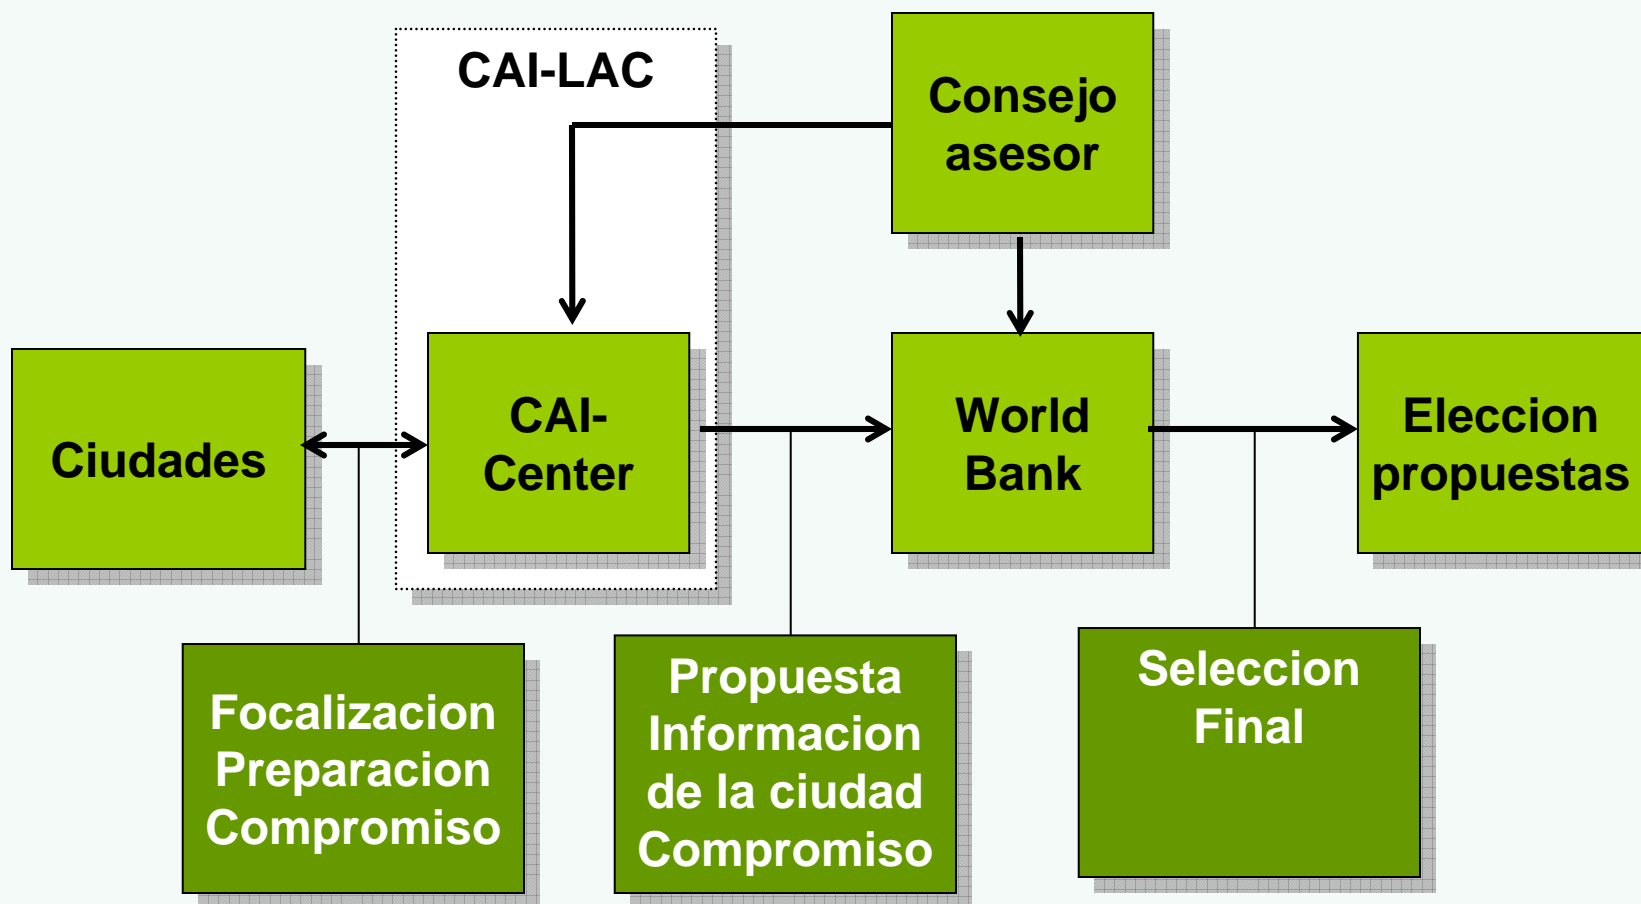 CAI-LAC
Consejo
asesor
Ciudades
CAI-
Center
World
Bank
Eleccion
propuestas
Focalizacion
Preparacion
Compromiso
Propuesta
Informacion
de la ciudad
Compromiso
Seleccion
Final